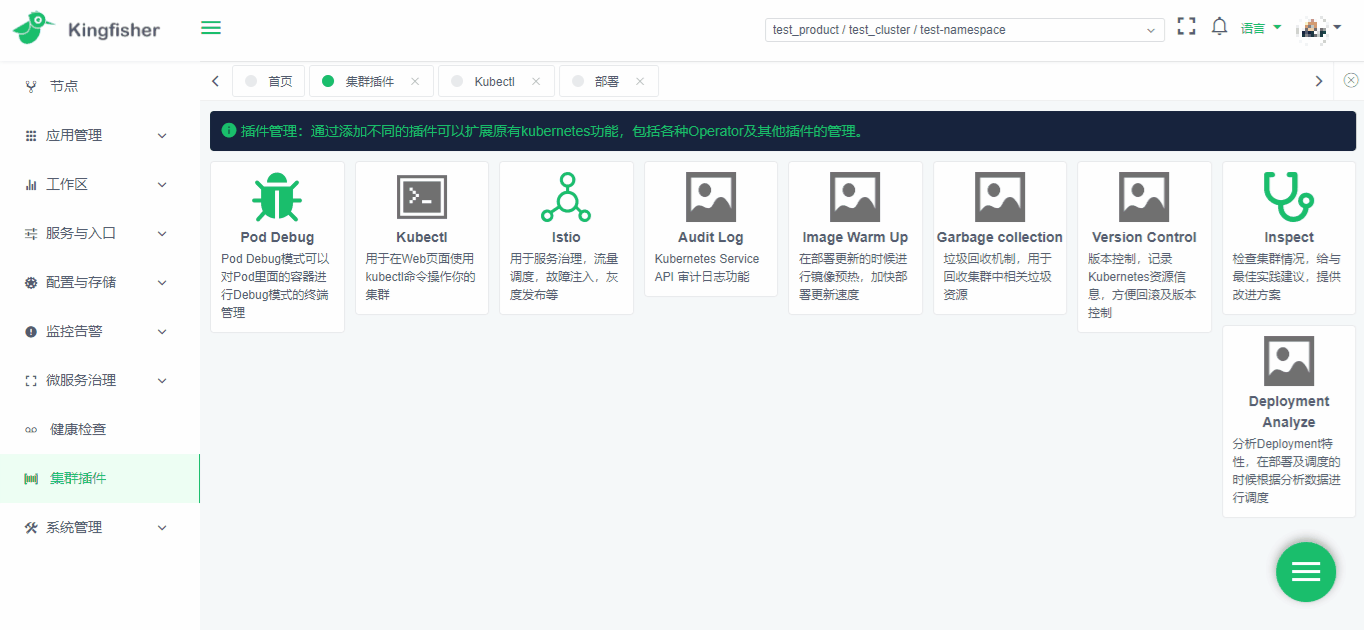 Kingfisher
test_product / test_cluster / test-namespace
语言
节点
应用管理
工作区
服务与入口
配置与存储
监控告警
微服务治理
健康检查
集群插件
系统管理
首页
集群插件
Kubectl
部署
插件管理：通过添加不同的插件可以扩展原有kubernetes功能，包括各种Operator及其他插件的管理。
Pod Debug
Pod Debug模式可以
对Pod里面的容器进
行Debug模式的终端
管理
Kubectl
用于在Web页面使用
kubectl命令操作你的
集群
Istio
用于服务治理，流量
调度，故障注入，灰
度发布等
Audit Log
Kubernetes Service
API 审计日志功能
Image Warm Up
在部署更新的时候进
行镜像预热，加快部
署更新速度
Garbage collection
垃圾回收机制，用于
回收集群中相关垃圾
资源
Version Control
版本控制，记录
Kubernetes资源信
息，方便回滚及版本
控制
Inspect
检查集群情况，给与
最佳实践建议，提供
改进方案
Deployment
Analyze
分析Deployment特
性，在部署及调度的
时候根据分析数据进
行调度